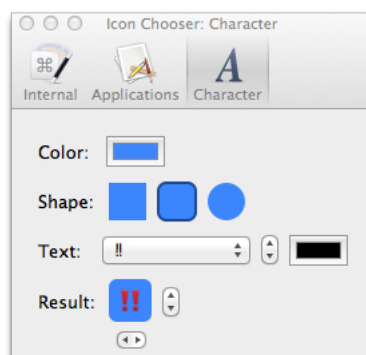 Icon Chooser: Character
Internal Applications Character
Color:
Shape:
Text: ‼
Result: ‼